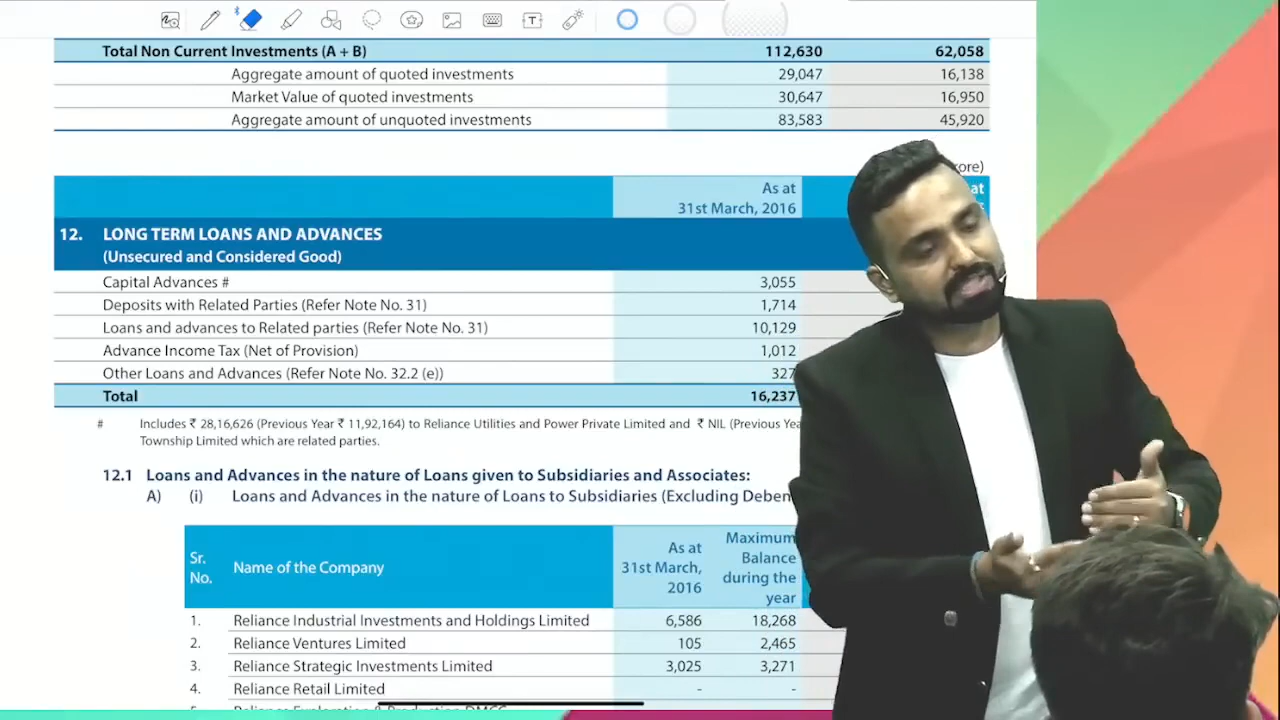 Total Non Current Investments (A + B) 112,630 62,058
Aggregate amount of quoted investments 29,047 16,138
Market Value of quoted investments 30,647 16,950
Aggregate amount of unquoted investments 83,583 45,920
As at at
31st March, 2016
12. LONG TERM LOANS AND ADVANCES
(Unsecured and Considered Good)
Capital Advances # 3,055
Deposits with Related Parties (Refer Note No. 31) 1,714
Loans and advances to Related parties (Refer Note No. 31) 10,129
Advance Income Tax (Net of Provision) 1,012
Other Loans and Advances (Refer Note No. 32.2 (e)) 327
Total 16,237
# Includes ₹ 28,16,626 (Previous Year ₹ 11,92,164) to Reliance Utilities and Power Private Limited and ₹ NIL (Previous Yea
Township Limited which are related parties.
12.1 Loans and Advances in the nature of Loans given to Subsidiaries and Associates:
A) (i) Loans and Advances in the nature of Loans to Subsidiaries (Excluding Deben
Sr. No. Name of the Company As at 31st March, 2016 Maximum Balance during the year
1. Reliance Industrial Investments and Holdings Limited 6,586 18,268
2. Reliance Ventures Limited 105 2,465
3. Reliance Strategic Investments Limited 3,025 3,271
4. Reliance Retail Limited - -